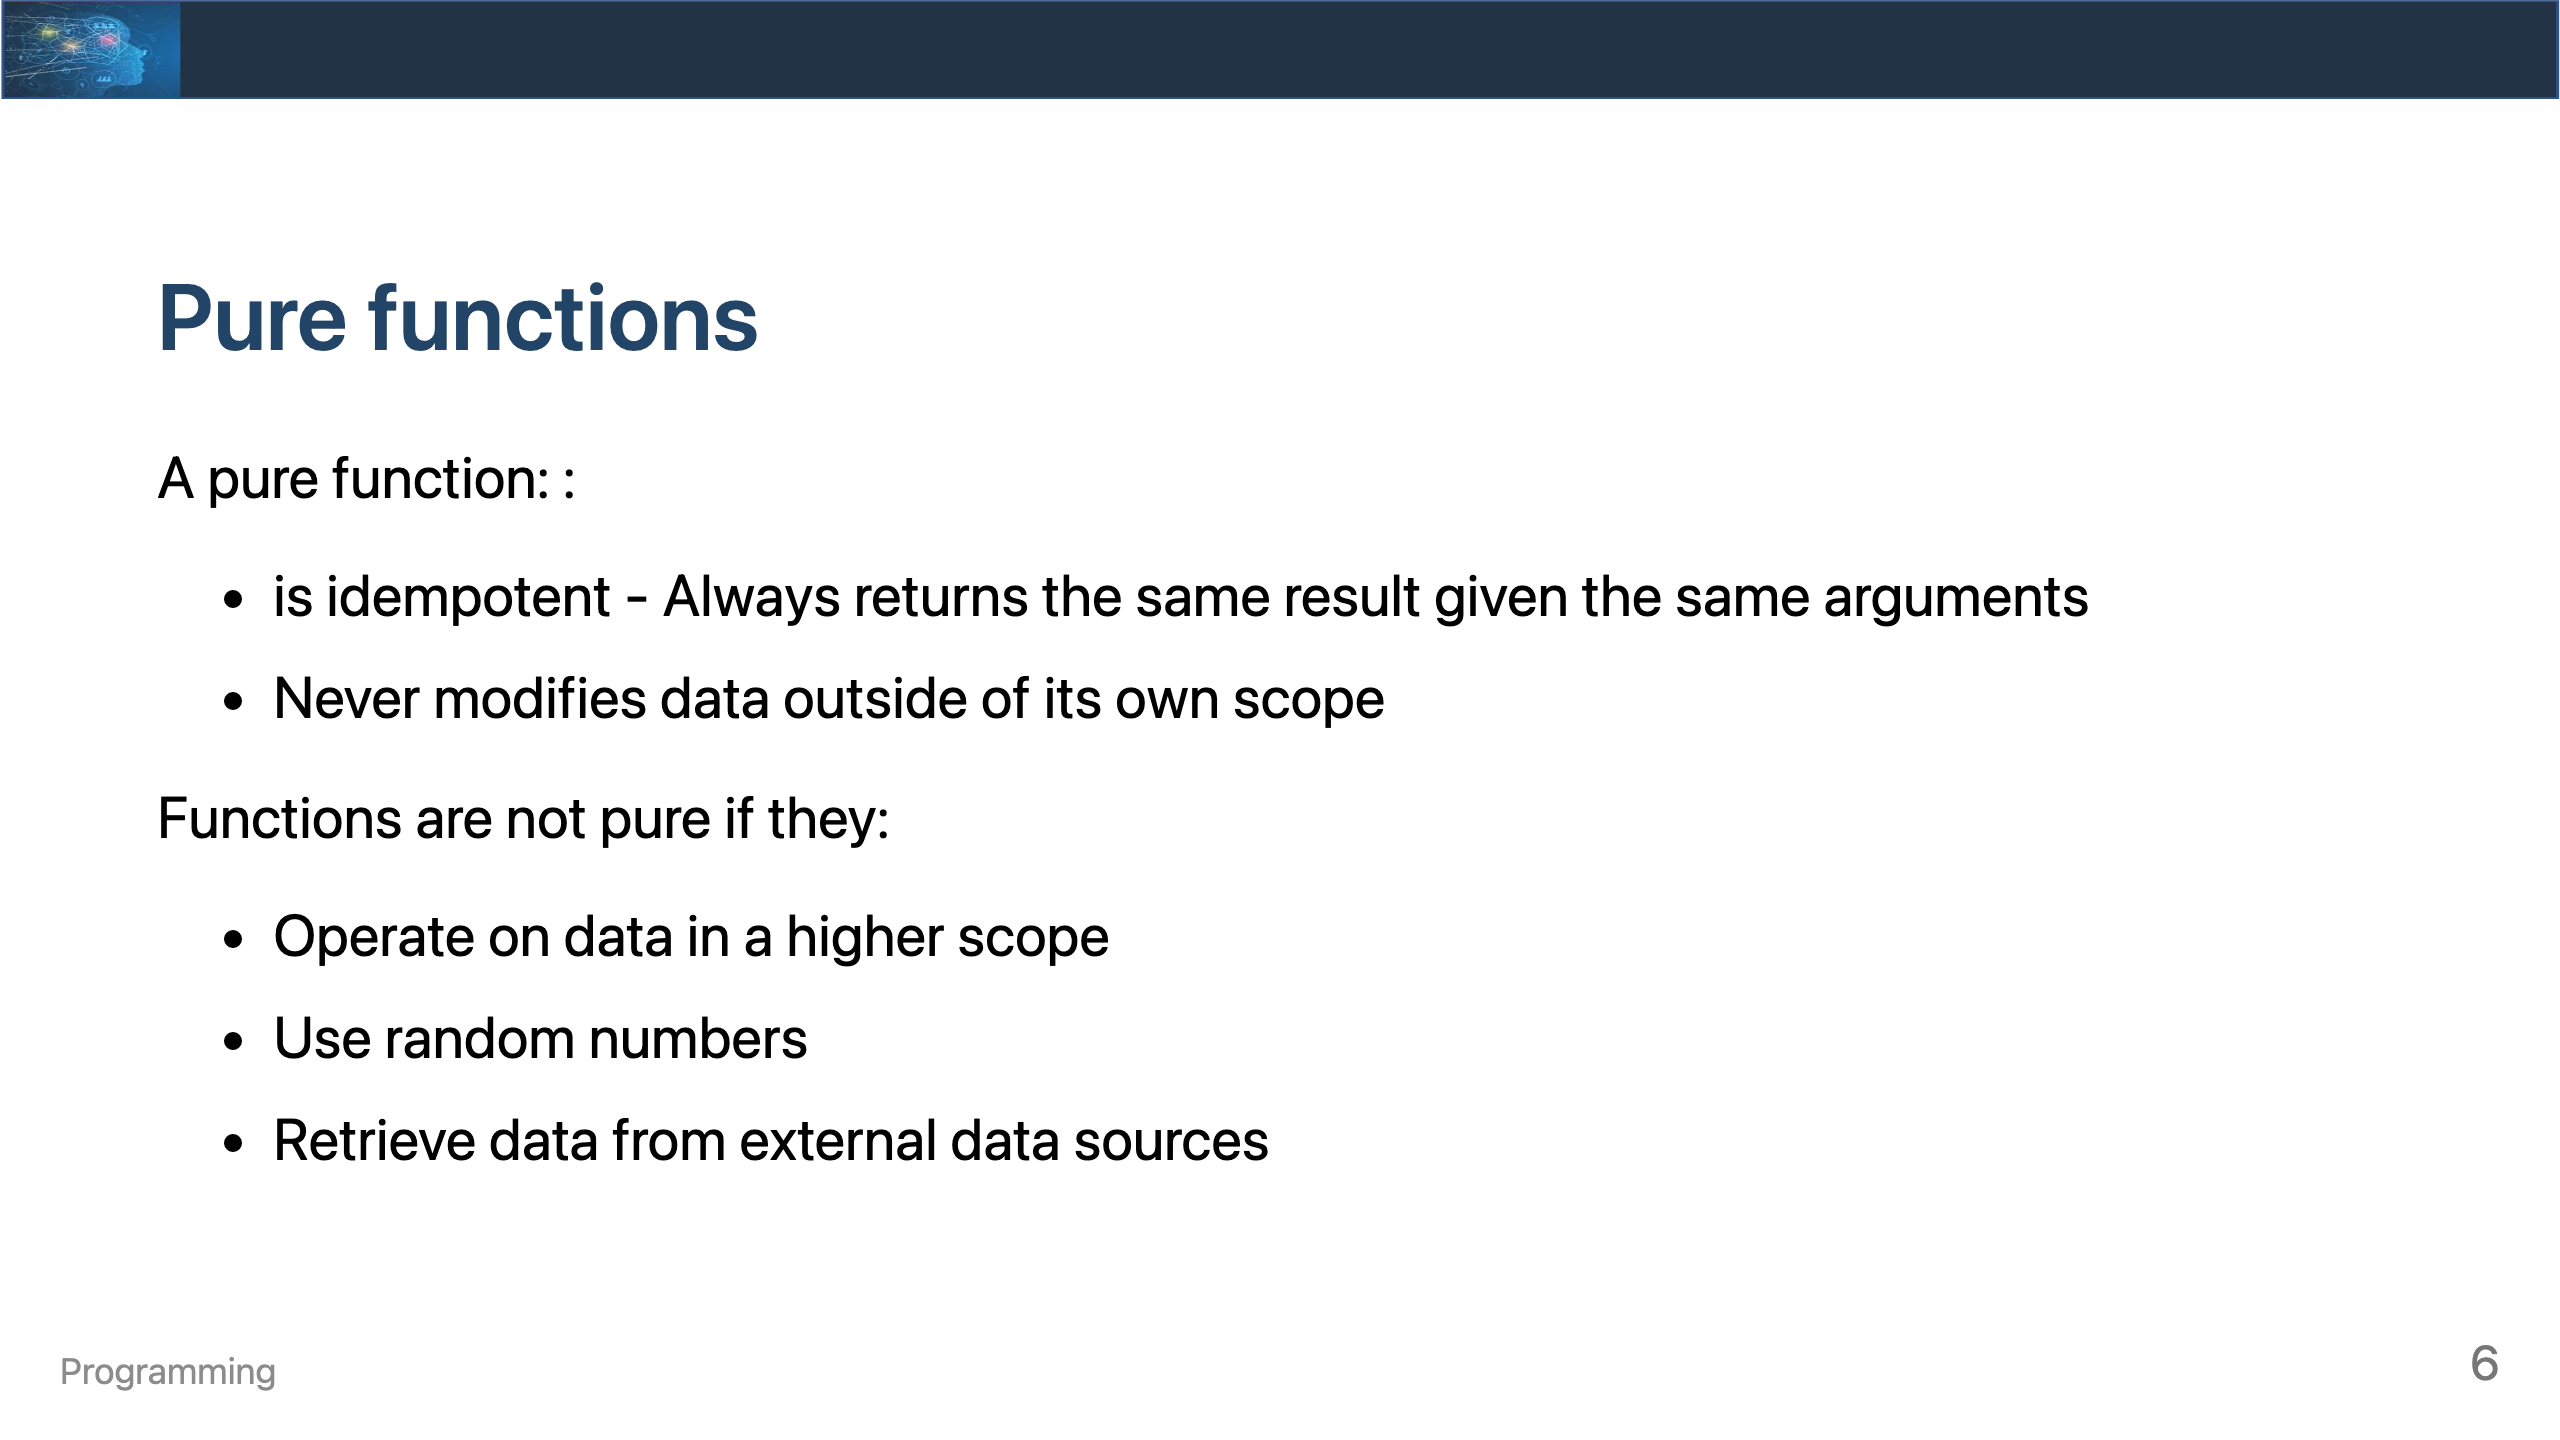 Pure functions
A pure function: :
• is idempotent - Always returns the same result given the same arguments
• Never modifies data outside of its own scope
Functions are not pure if they:
• Operate on data in a higher scope
• Use random numbers
• Retrieve data from external data sources
Programming
6